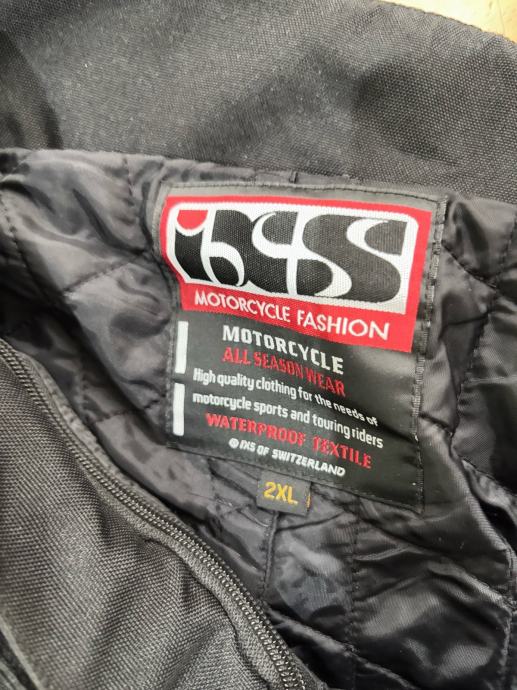 ixs
MOTORCYCLE FASHION
MOTORCYCLE
ALL SEASON WEAR
High quality clothing for the needs of
motorcycle sports and touring riders
WATERPROOF TEXTILE
© IXS OF SWITZERLAND
2XL